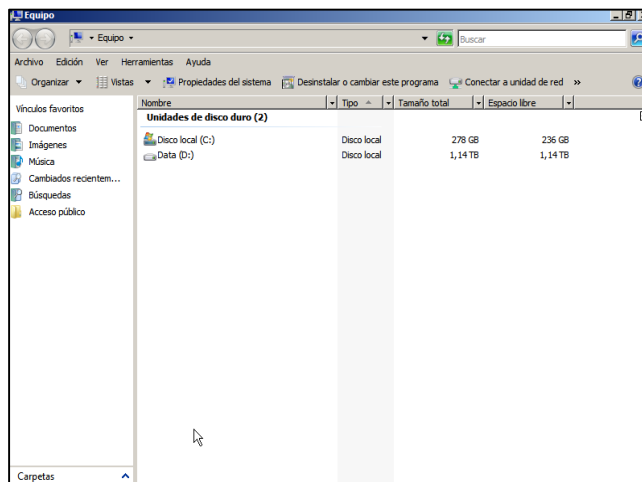 Equipo
Equipo
Buscar
Archivo Edición Ver Herramientas Ayuda
Organizar Vistas Propiedades del sistema Desinstalar o cambiar este programa Conectar a unidad de red »
Vínculos favoritos
Documentos
Imágenes
Música
Cambiados recientem...
Búsquedas
Acceso público
Carpetas
Nombre Tipo Tamaño total Espacio libre
Unidades de disco duro (2)
Disco local (C:) Disco local 278 GB 236 GB
Data (D:) Disco local 1,14 TB 1,14 TB